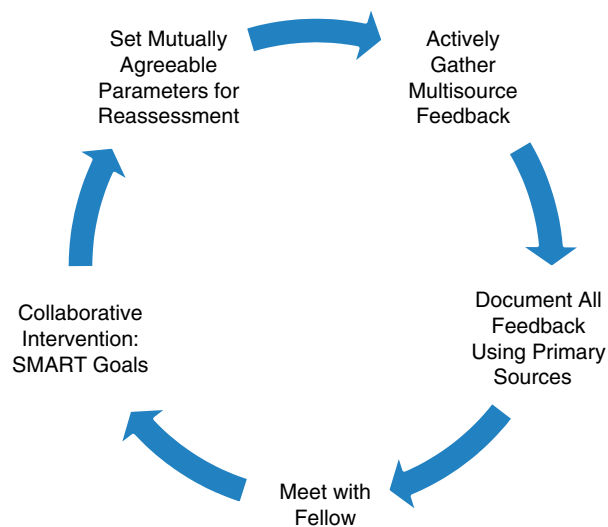 Set Mutually
Agreeable
Parameters for
Reassessment
Actively
Gather
Multisource
Feedback
Document All
Feedback
Using Primary
Sources
Meet with
Fellow
Collaborative
Intervention:
SMART Goals